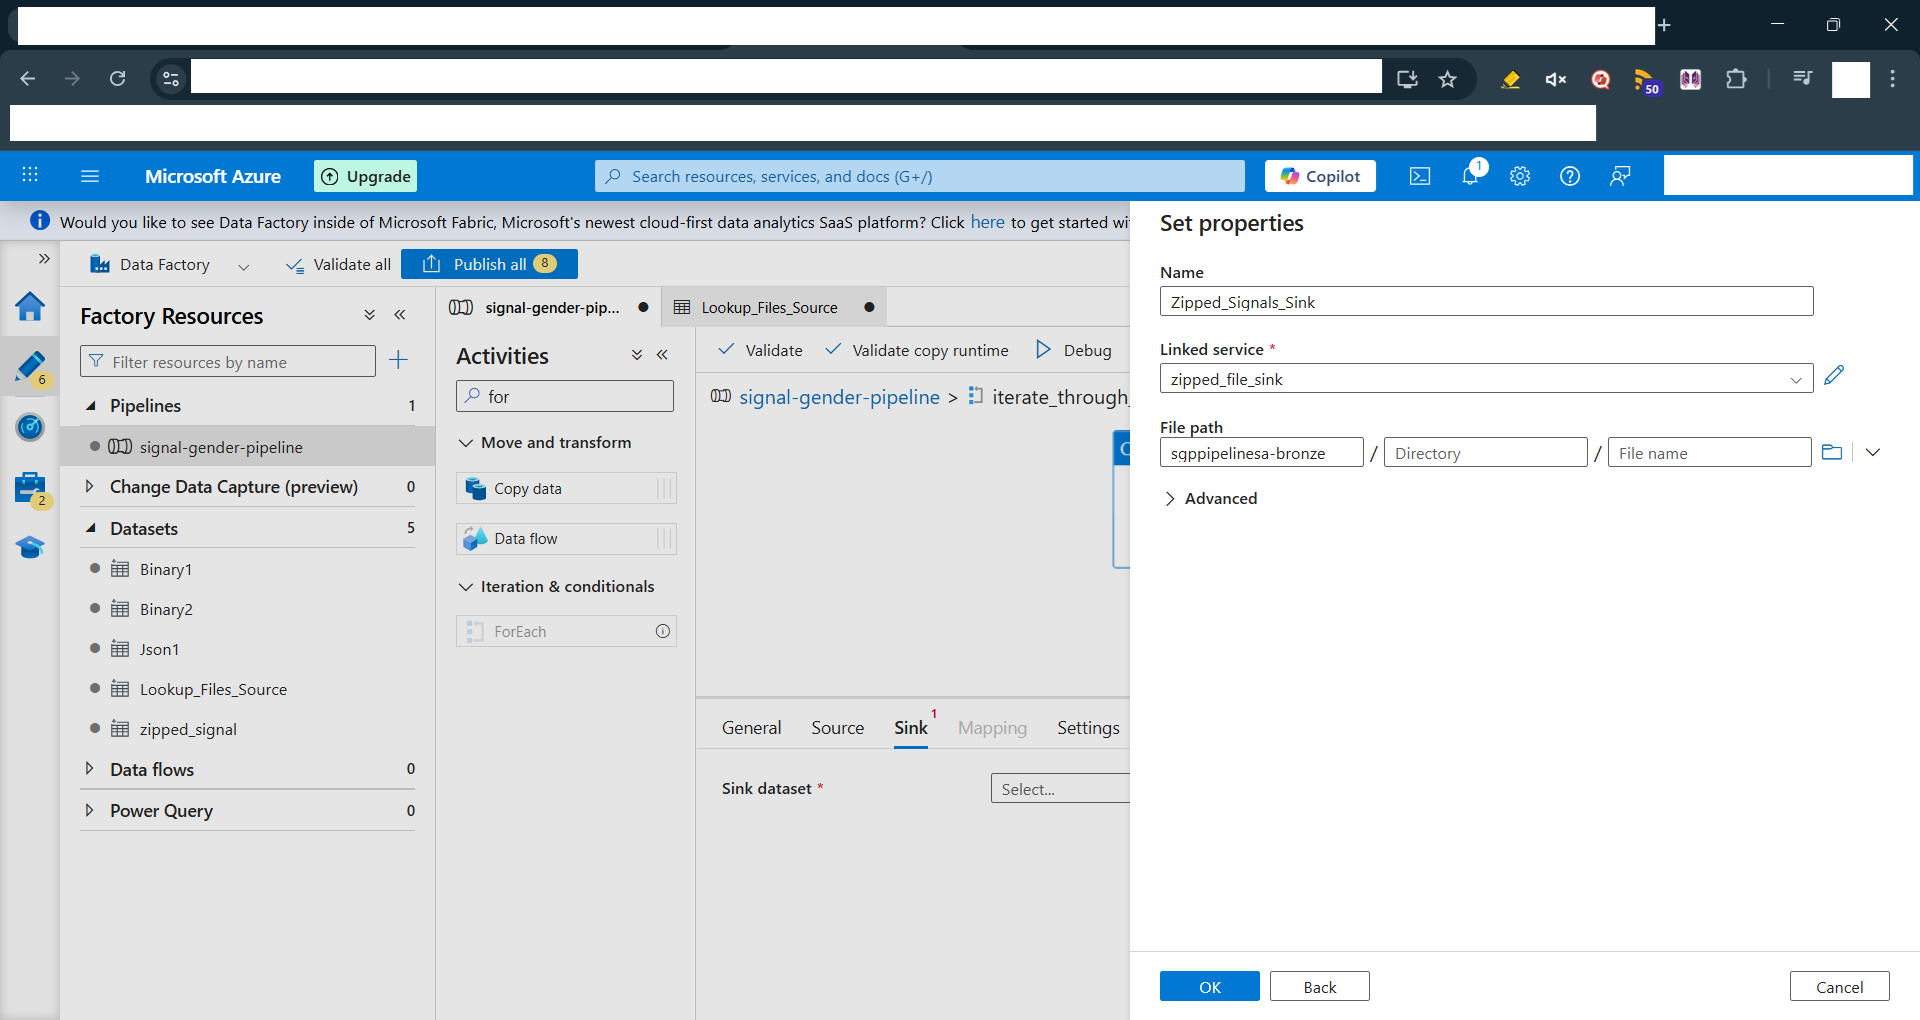 50
Microsoft Azure
Upgrade
Search resources, services, and docs (G+/)
Copilot
1
Would you like to see Data Factory inside of Microsoft Fabric, Microsoft's newest cloud-first data analytics SaaS platform? Click here to get started wi
Data Factory
Validate all
Publish all 8
6
2
Factory Resources
Filter resources by name
Pipelines 1
signal-gender-pipeline
Change Data Capture (preview) 0
Datasets 5
Binary1
Binary2
Json1
Lookup_Files_Source
zipped_signal
Data flows 0
Power Query 0
signal-gender-pip...
Lookup_Files_Source
Activities
for
Move and transform
Copy data
Data flow
Iteration & conditionals
ForEach
Validate
Validate copy runtime
Debug
signal-gender-pipeline > iterate_through_
C
General
Source
Sink 1
Mapping
Settings
Sink dataset *
Select...
Set properties
Name
Zipped_Signals_Sink
Linked service *
zipped_file_sink
File path
sgppipelinesa-bronze / Directory / File name
Advanced
OK
Back
Cancel